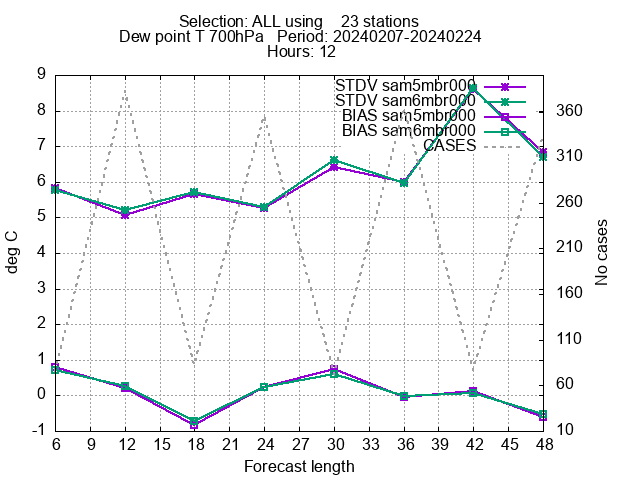 Selection: ALL using    23 stations
Dew point T 700hPa   Period: 20240207-20240224
Hours: 12
STDV sam5mbr000
STDV sam6mbr000
BIAS sam5mbr000
BIAS sam6mbr000
CASES
deg C
9
8
7
6
5
4
3
2
1
0
-1
No cases
360
310
260
210
160
110
60
10
6 9 12 15 18 21 24 27 30 33 36 39 42 45 48
Forecast length